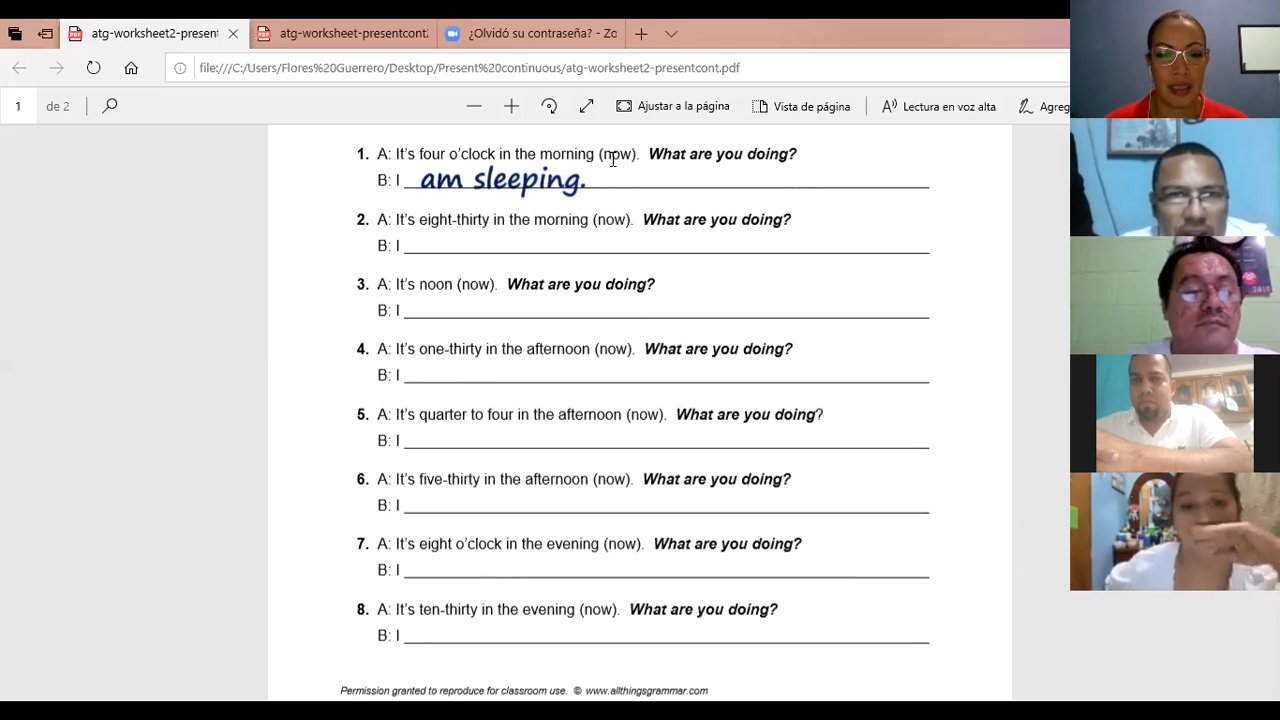 atg-worksheet2-present
atg-worksheet-presentcont2
¿Olvidó su contraseña? - Zo
file:///C:/Users/Flores%20Guerrero/Desktop/Present%20continuous/atg-worksheet2-presentcont.pdf
1 de 2
Ajustar a la página
Vista de página
A Lectura en voz alta
Agreg
1. A: It's four o'clock in the morning (now). What are you doing?
B: I am sleeping.
2. A: It's eight-thirty in the morning (now). What are you doing?
B: I
3. A: It's noon (now). What are you doing?
B: I
4. A: It's one-thirty in the afternoon (now). What are you doing?
B: I
5. A: It's quarter to four in the afternoon (now). What are you doing?
B: I
6. A: It's five-thirty in the afternoon (now). What are you doing?
B: I
7. A: It's eight o'clock in the evening (now). What are you doing?
B: I
8. A: It's ten-thirty in the evening (now). What are you doing?
B: I
Permission granted to reproduce for classroom use. © www.allthingsgrammar.com